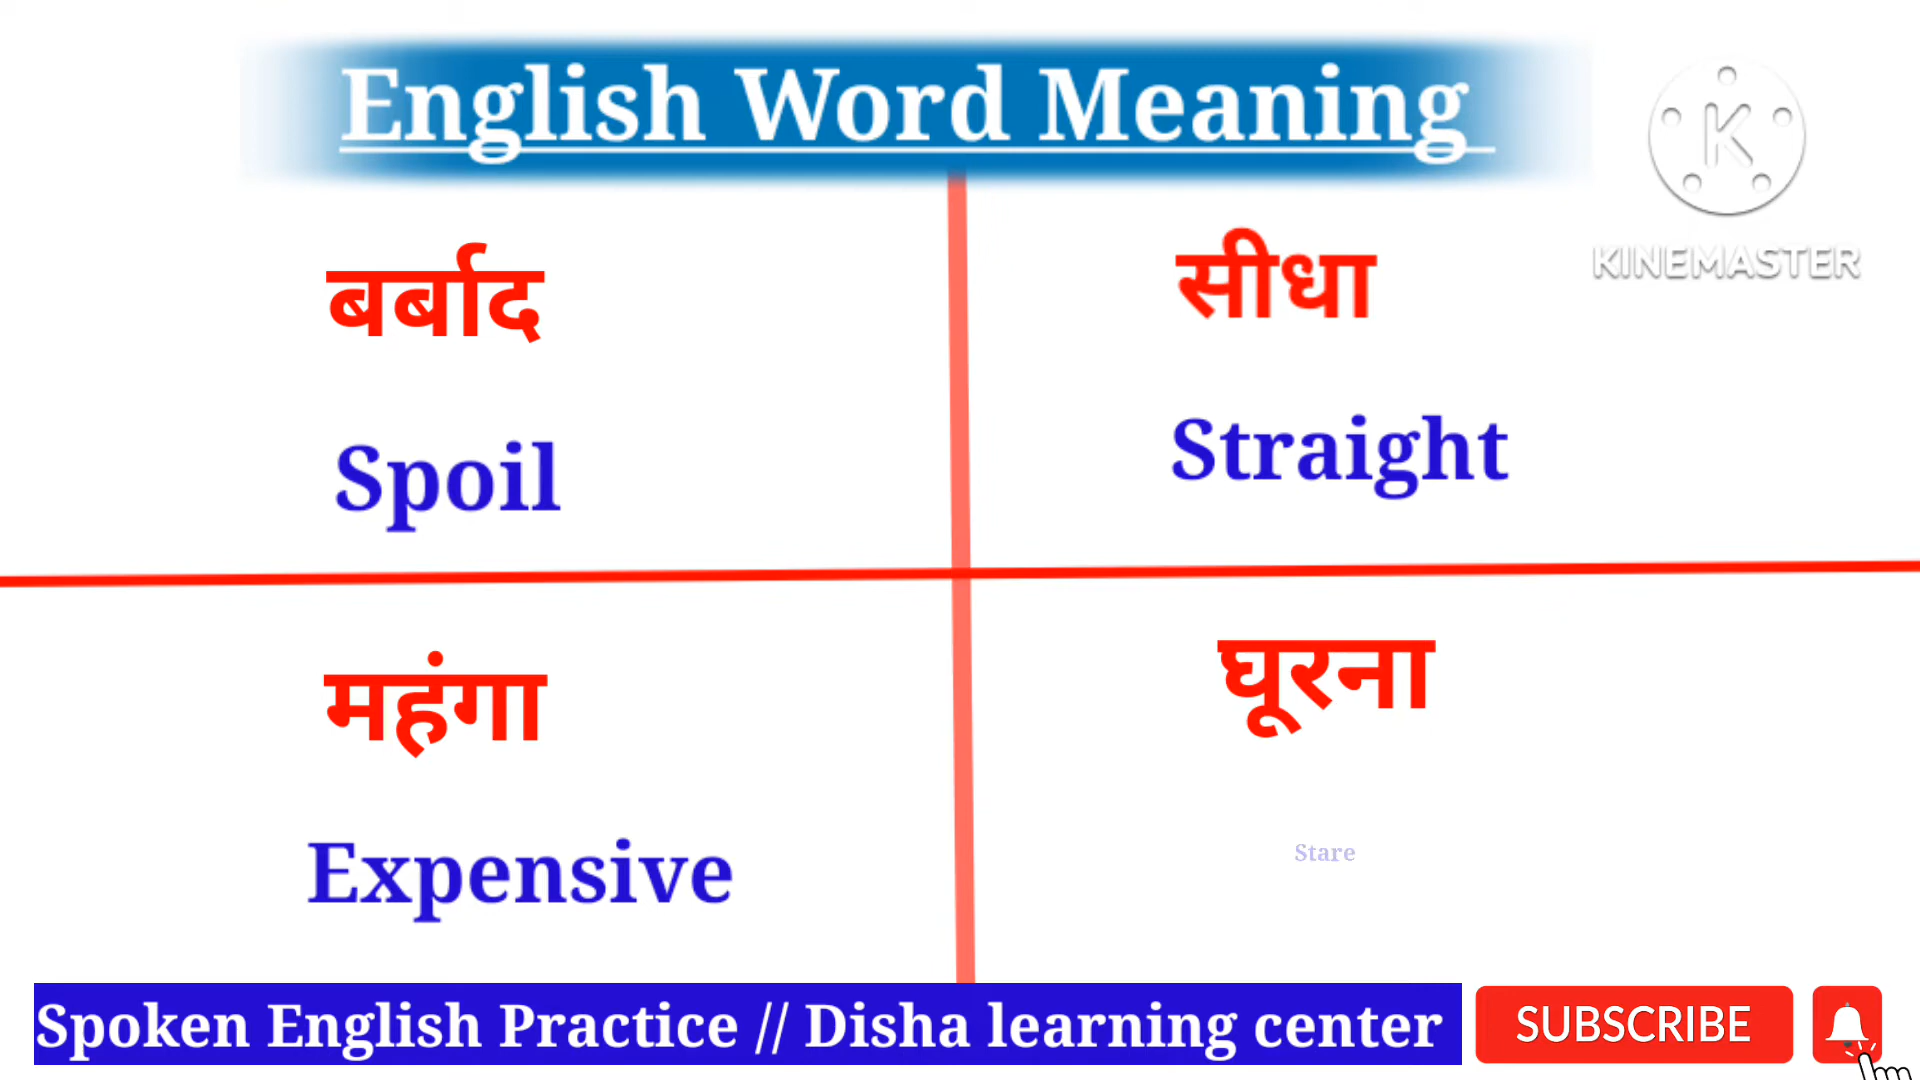 English Word Meaning
KINEMASTER
बर्बाद
सीधा
Spoil
Straight
महंगा
घूरना
Expensive
Stare
Spoken English Practice // Disha learning center
SUBSCRIBE